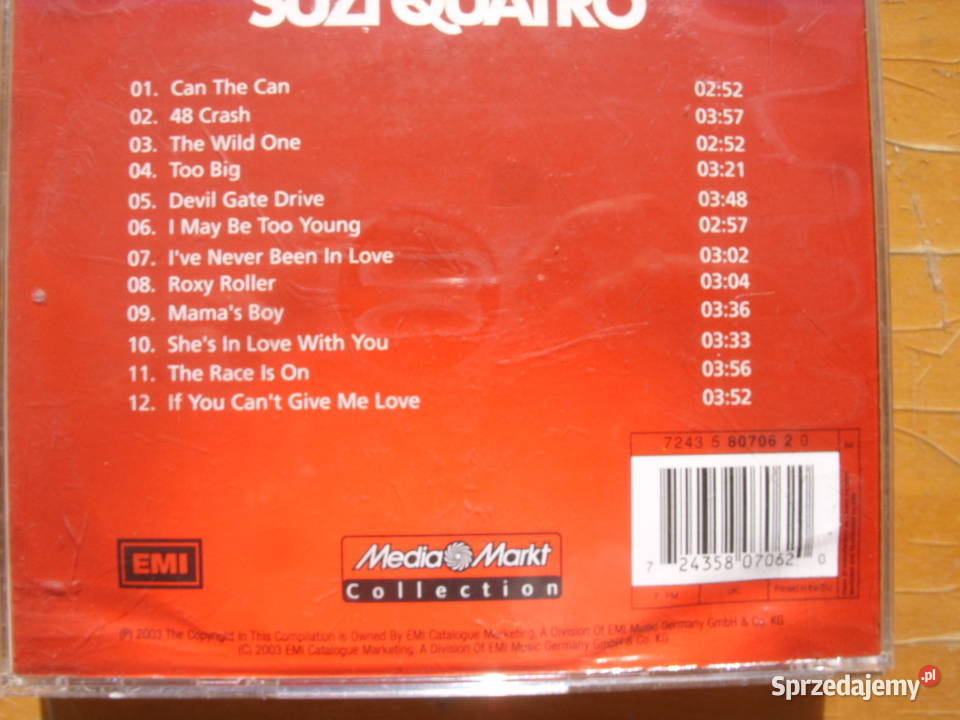 SUZI QUATRO
01. Can The Can 02:52
02. 48 Crash 03:57
03. The Wild One 02:52
04. Too Big 03:21
05. Devil Gate Drive 03:48
06. I May Be Too Young 02:57
07. I've Never Been In Love 03:02
08. Roxy Roller 03:04
09. Mama's Boy 03:36
10. She's In Love With You 03:33
11. The Race Is On 03:56
12. If You Can't Give Me Love 03:52
7243 5 80706 2 0
7 24358 07062 0
EMI
Media Markt
Collection
UK
Printed in the EU
(P) 2003 The Copyright In This Compilation is Owned By EMI Catalogue Marketing, A Division Of EMI Music Germany GmbH & Co. KG
(C) 2003 EMI Catalogue Marketing, A Division Of EMI Music Germany GmbH & Co. KG
Sprzedajemy.pl